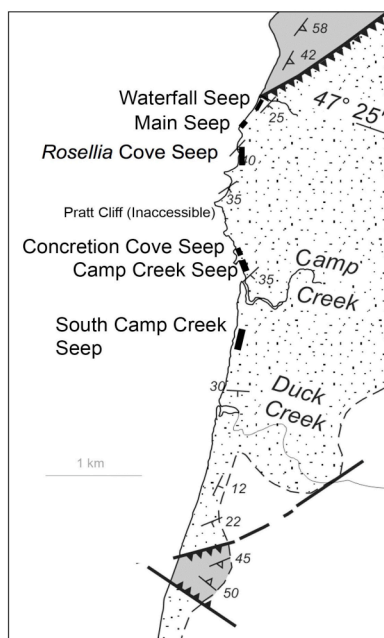 58
42
Waterfall Seep
25
47° 25'
Main Seep
Rosellia Cove Seep
40
35
Pratt Cliff (Inaccessible)
Concretion Cove Seep
Camp Creek Seep
Camp
Creek
35
South Camp Creek
Seep
30
Duck
Creek
1 km
12
22
45
50